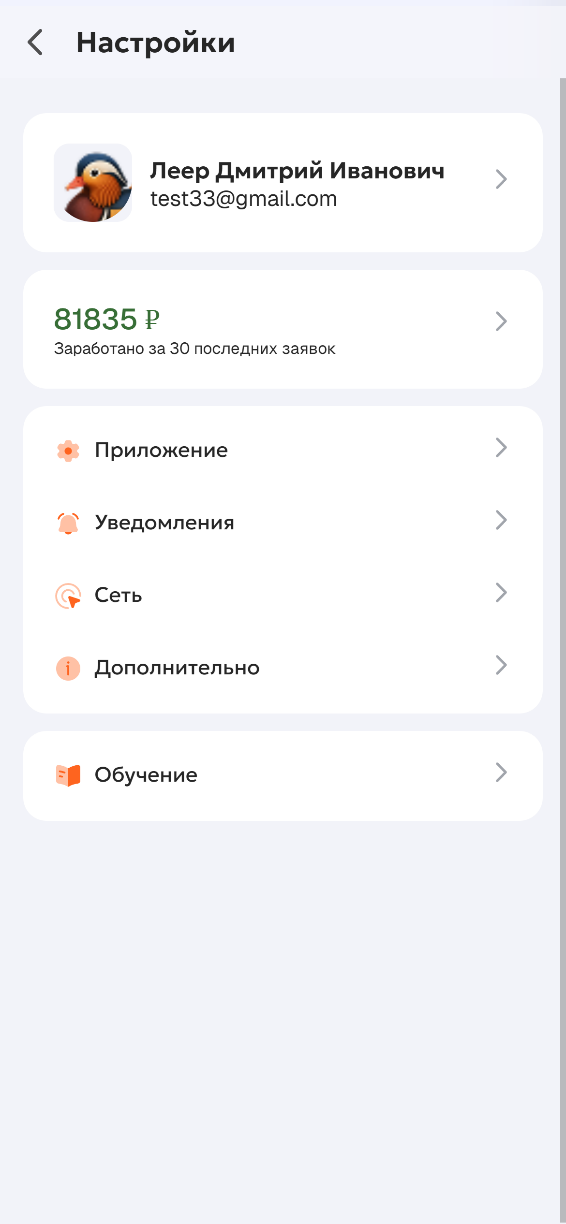 Настройки
Леер Дмитрий Иванович
test33@gmail.com
81835 ₽
Заработано за 30 последних заявок
Приложение
Уведомления
Сеть
Дополнительно
Обучение